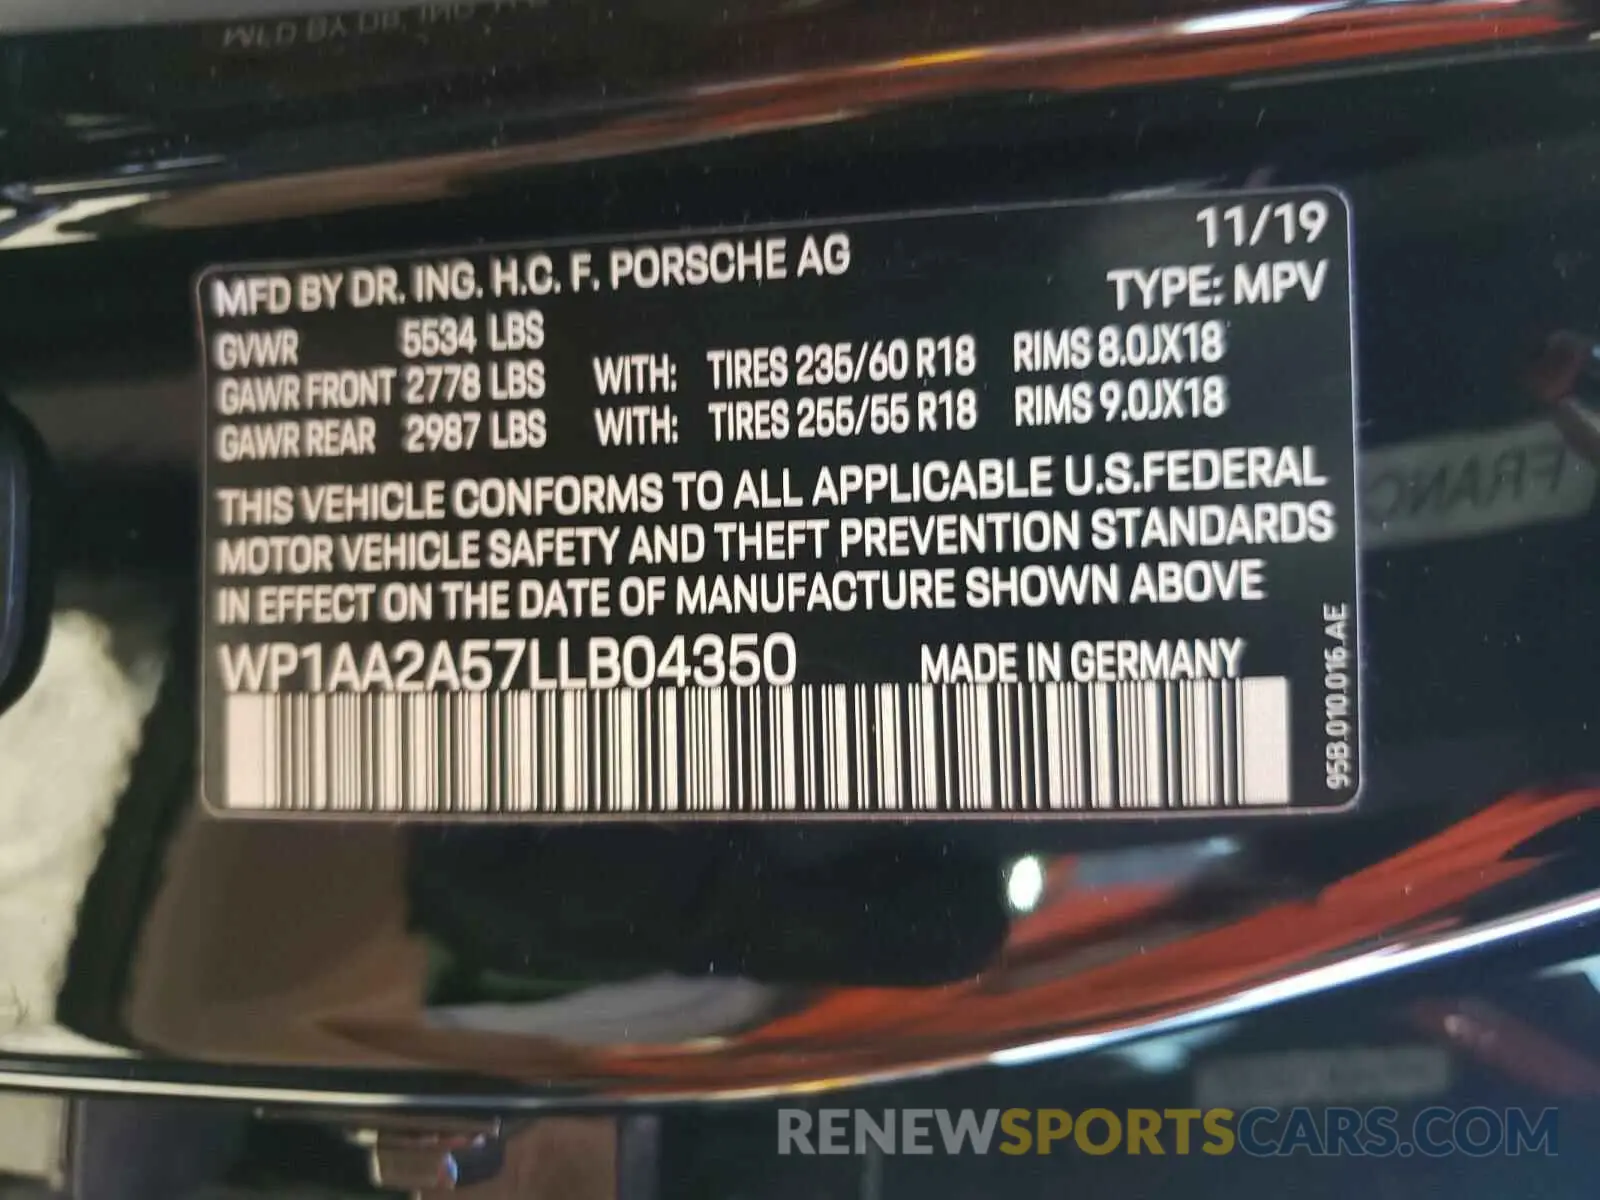 11/19
MFD BY DR. ING. H.C. F. PORSCHE AG
TYPE: MPV
GVWR 5534 LBS
GAWR FRONT 2778 LBS WITH: TIRES 235/60 R18 RIMS 8.0JX18
GAWR REAR 2987 LBS WITH: TIRES 255/55 R18 RIMS 9.0JX18
THIS VEHICLE CONFORMS TO ALL APPLICABLE U.S.FEDERAL
MOTOR VEHICLE SAFETY AND THEFT PREVENTION STANDARDS
IN EFFECT ON THE DATE OF MANUFACTURE SHOWN ABOVE
WP1AA2A57LLB04350 MADE IN GERMANY
95B.010.016.AE
RENEWSPORTSCARS.COM